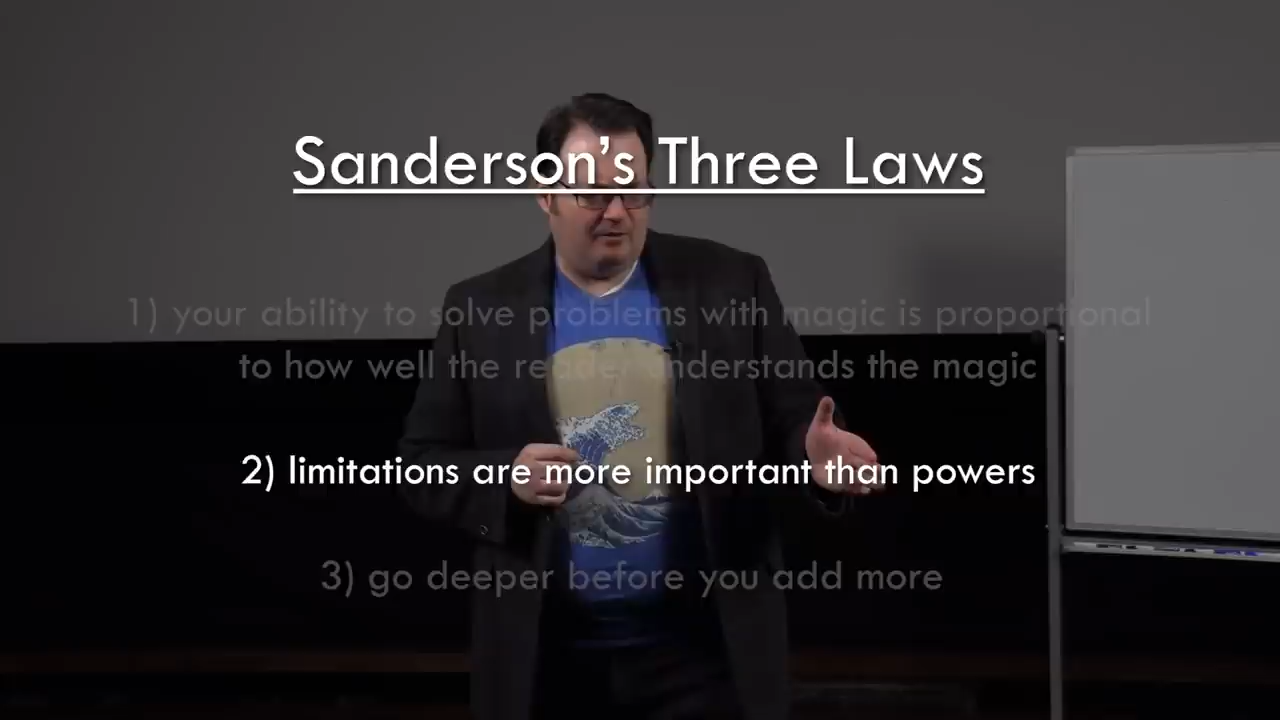 Sanderson's Three Laws
1) your ability to solve problems with magic is proportional
to how well the reader understands the magic
2) limitations are more important than powers
3) go deeper before you add more